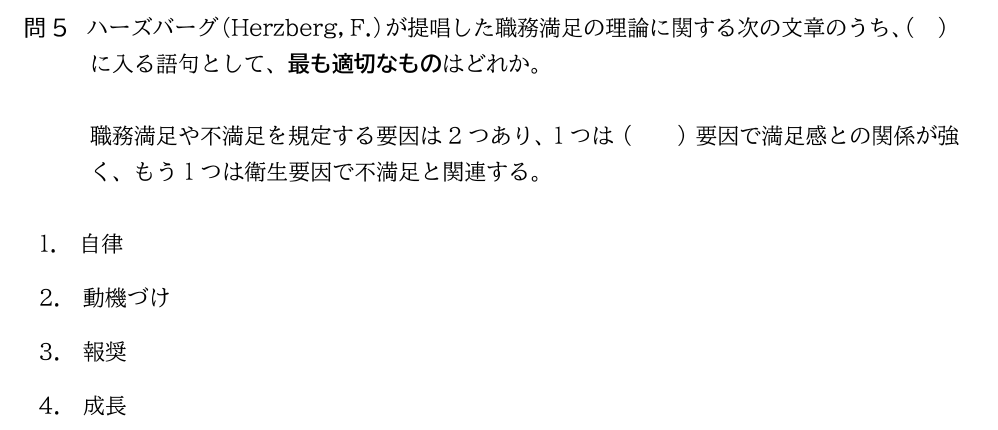 問５ ハーズバーグ（Herzberg, F.）が提唱した職務満足の理論に関する次の文章のうち、（　）
に入る語句として、最も適切なものはどれか。
職務満足や不満足を規定する要因は２つあり、１つは（　　）要因で満足感との関係が強
く、もう１つは衛生要因で不満足と関連する。
1.　自律
2.　動機づけ
3.　報奨
4.　成長